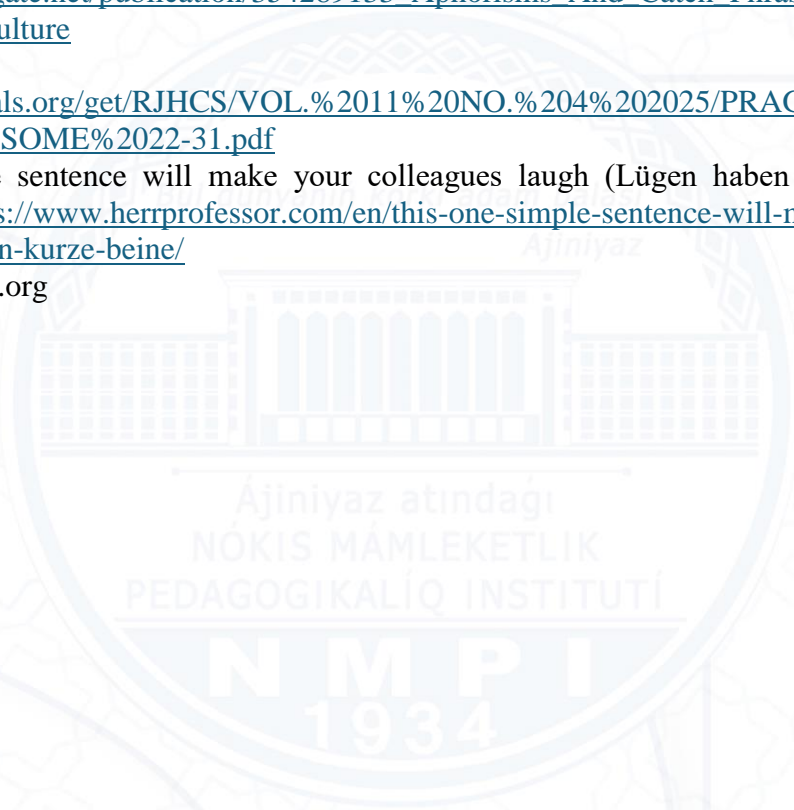 ulture
als.org/get/RJHCS/VOL.%2011%20NO.%204%202025/PRAG
SOME%2022-31.pdf
sentence will make your colleagues laugh (Lügen haben
s://www.herrprofessor.com/en/this-one-simple-sentence-will-m
n-kurze-beine/
.org
Ajiniyaz
Ájiniyaz atındaǵı
NÓKIS MÁMLEKETLIK
PEDAGOGIKALÍQ INSTITUTÍ
NMPI
1934